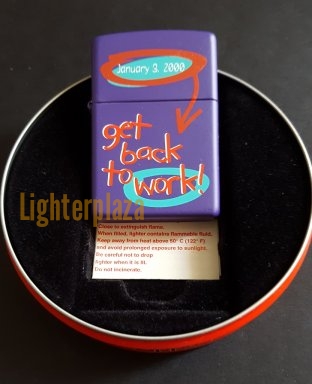 January 3, 2000
get
back
to work!
Lighterplaza
Close to extinguish flame.
When filled, lighter contains flammable fluid.
Keep away from heat above 50° C (122° F)
and avoid prolonged exposure to sunlight.
Be careful not to drop
lighter when it is lit.
Do not incinerate.